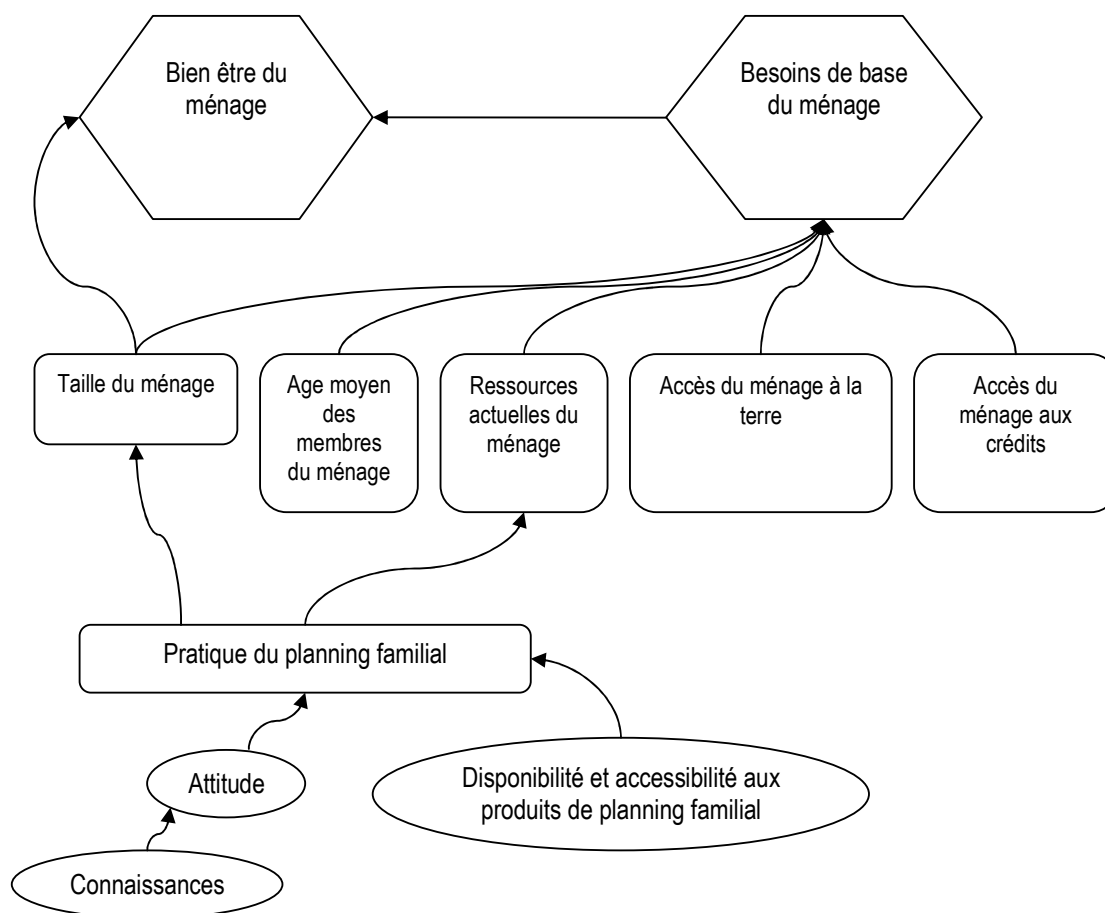 Bien être du
ménage
Besoins de base
du ménage
Taille du ménage
Age moyen
des
membres
du ménage
Ressources
actuelles du
ménage
Accès du ménage à la
terre
Accès du
ménage aux
crédits
Pratique du planning familial
Attitude
Disponibilité et accessibilité aux
produits de planning familial
Connaissances